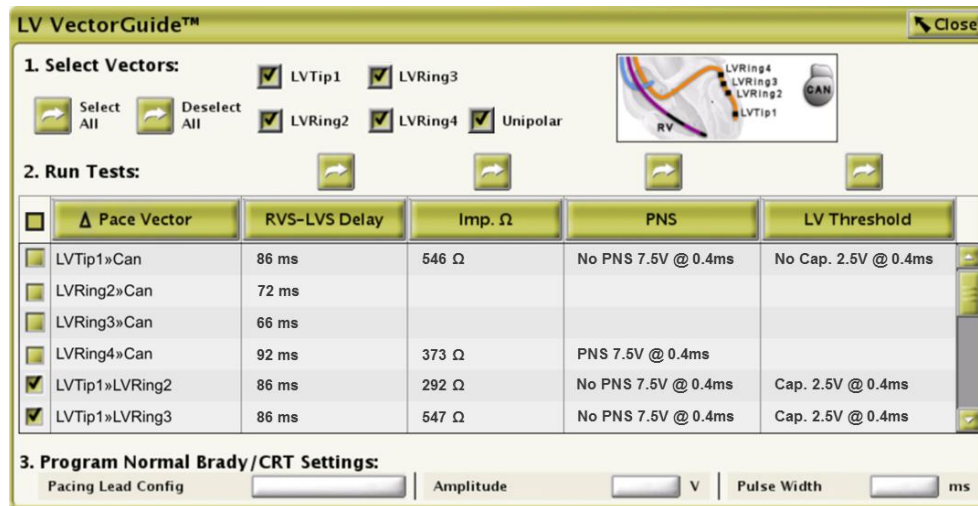 LV VectorGuide™ Close
1. Select Vectors:
LVTip1 LVRing3
Select All Deselect All
LVRing2 LVRing4 Unipolar
LVRing4
LVRing3
LVRing2
LVTip1
RV
CAN
2. Run Tests:
Δ Pace Vector RVS-LVS Delay Imp. Ω PNS LV Threshold
LVTip1»Can 86 ms 546 Ω No PNS 7.5V @ 0.4ms No Cap. 2.5V @ 0.4ms
LVRing2»Can 72 ms
LVRing3»Can 66 ms
LVRing4»Can 92 ms 373 Ω PNS 7.5V @ 0.4ms
LVTip1»LVRing2 86 ms 292 Ω No PNS 7.5V @ 0.4ms Cap. 2.5V @ 0.4ms
LVTip1»LVRing3 86 ms 547 Ω No PNS 7.5V @ 0.4ms Cap. 2.5V @ 0.4ms
3. Program Normal Brady/CRT Settings:
Pacing Lead Config Amplitude V Pulse Width ms